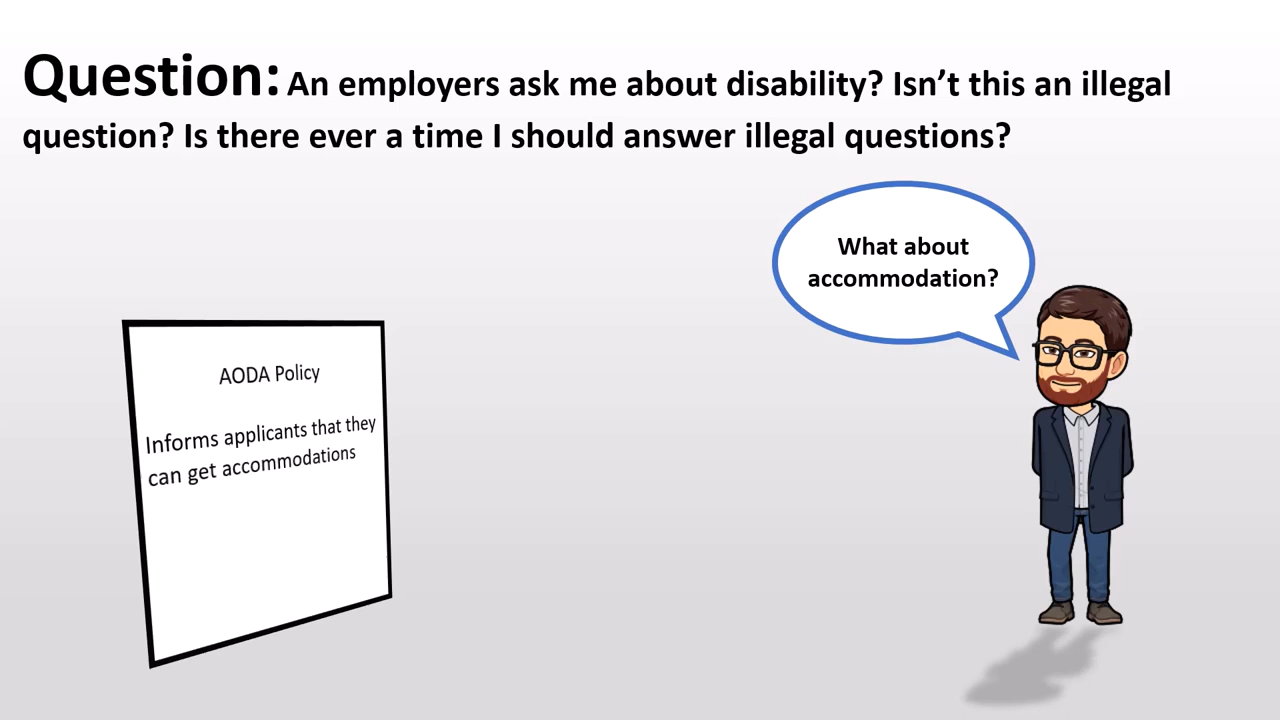 Question: An employers ask me about disability? Isn’t this an illegal
question? Is there ever a time I should answer illegal questions?
What about
accommodation?
AODA Policy
Informs applicants that they
can get accommodations